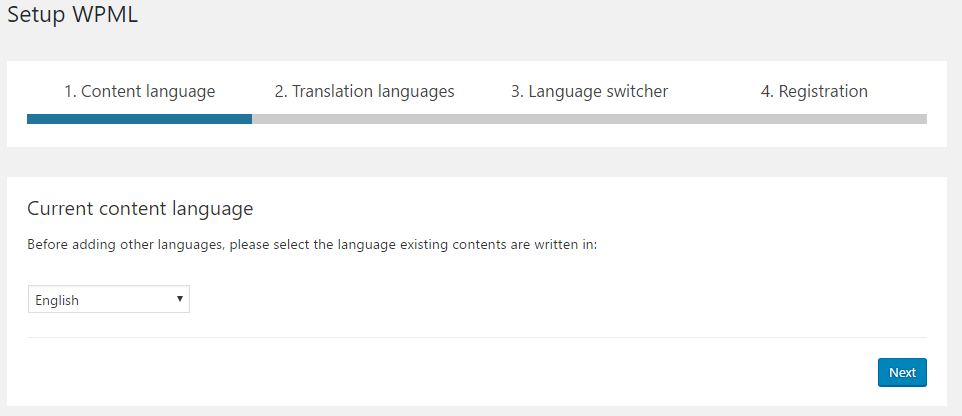 Setup WPML
1. Content language 2. Translation languages 3. Language switcher 4. Registration
Current content language
Before adding other languages, please select the language existing contents are written in:
English
Next